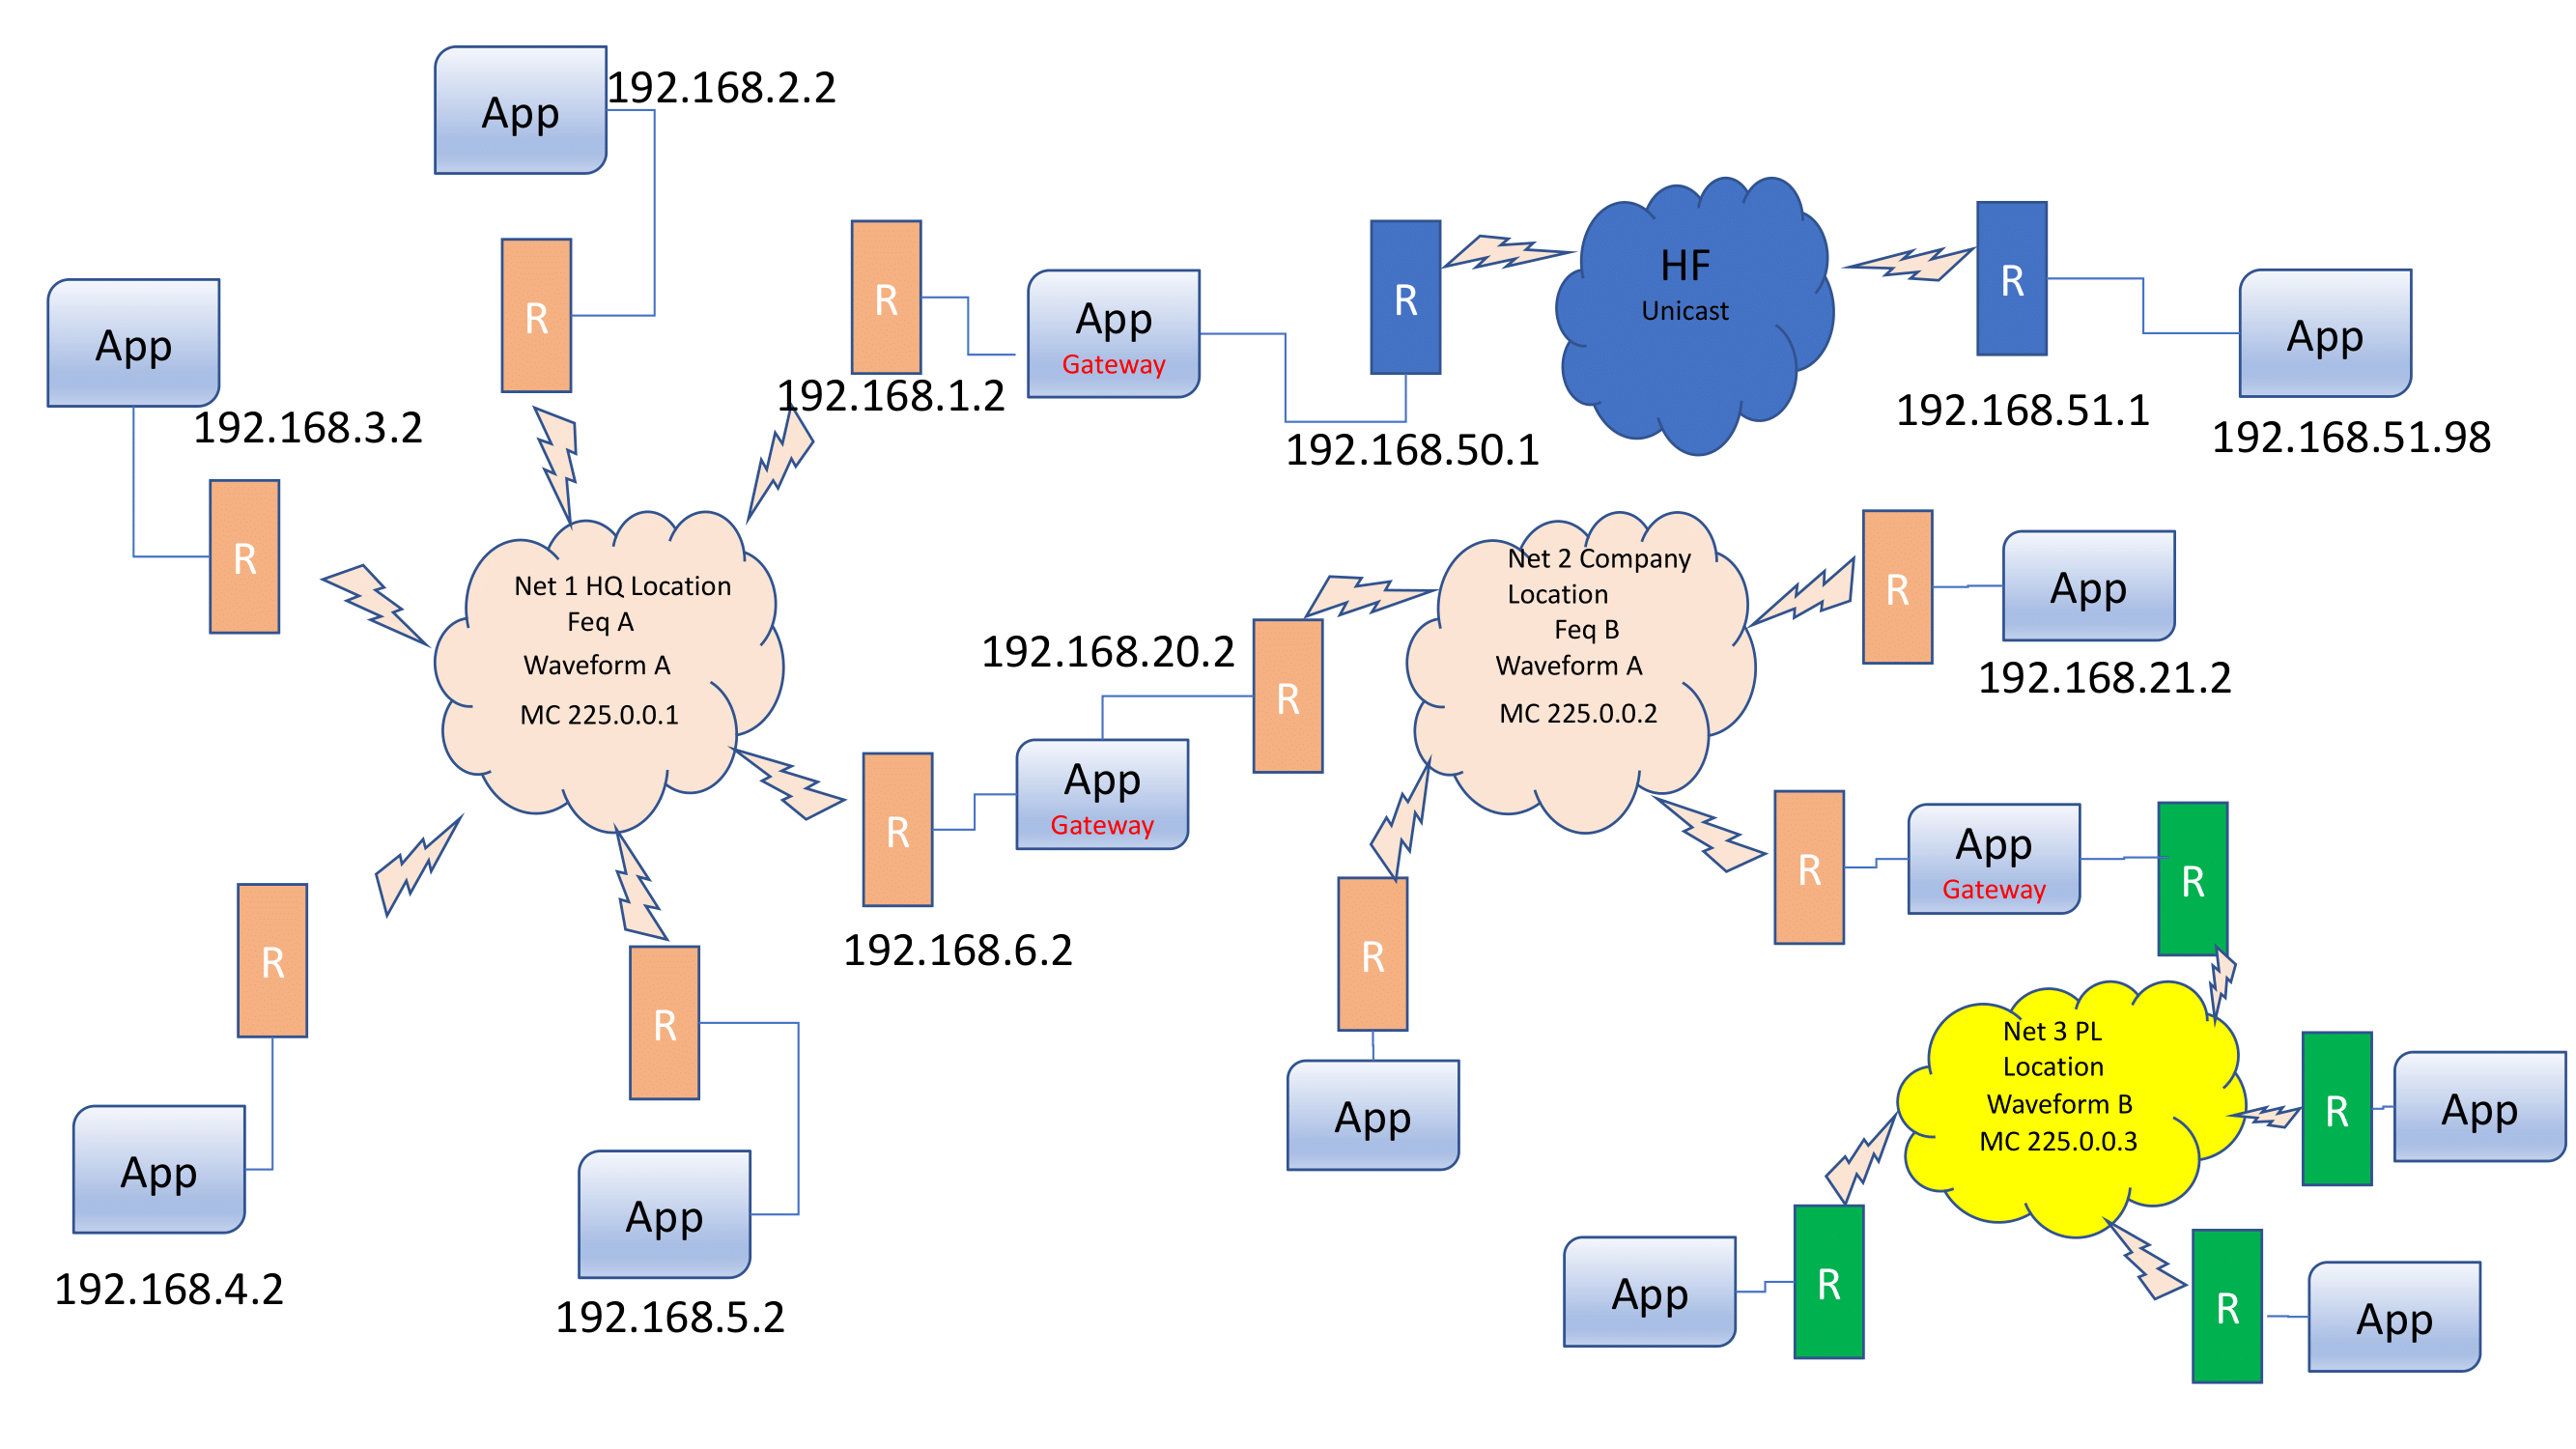 App
192.168.2.2
R
App
192.168.3.2
R
R
192.168.1.2
App
Gateway
R
192.168.50.1
HF
Unicast
R
192.168.51.1
App
192.168.51.98
Net 1 HQ Location
Feq A
Waveform A
MC 225.0.0.1
R
192.168.6.2
App
Gateway
192.168.20.2
R
Net 2 Company
Location
Feq B
Waveform A
MC 225.0.0.2
R
App
192.168.21.2
R
App
Gateway
R
R
App
R
App
192.168.4.2
R
App
192.168.5.2
Net 3 PL
Location
Waveform B
MC 225.0.0.3
R
App
App
R
R
App